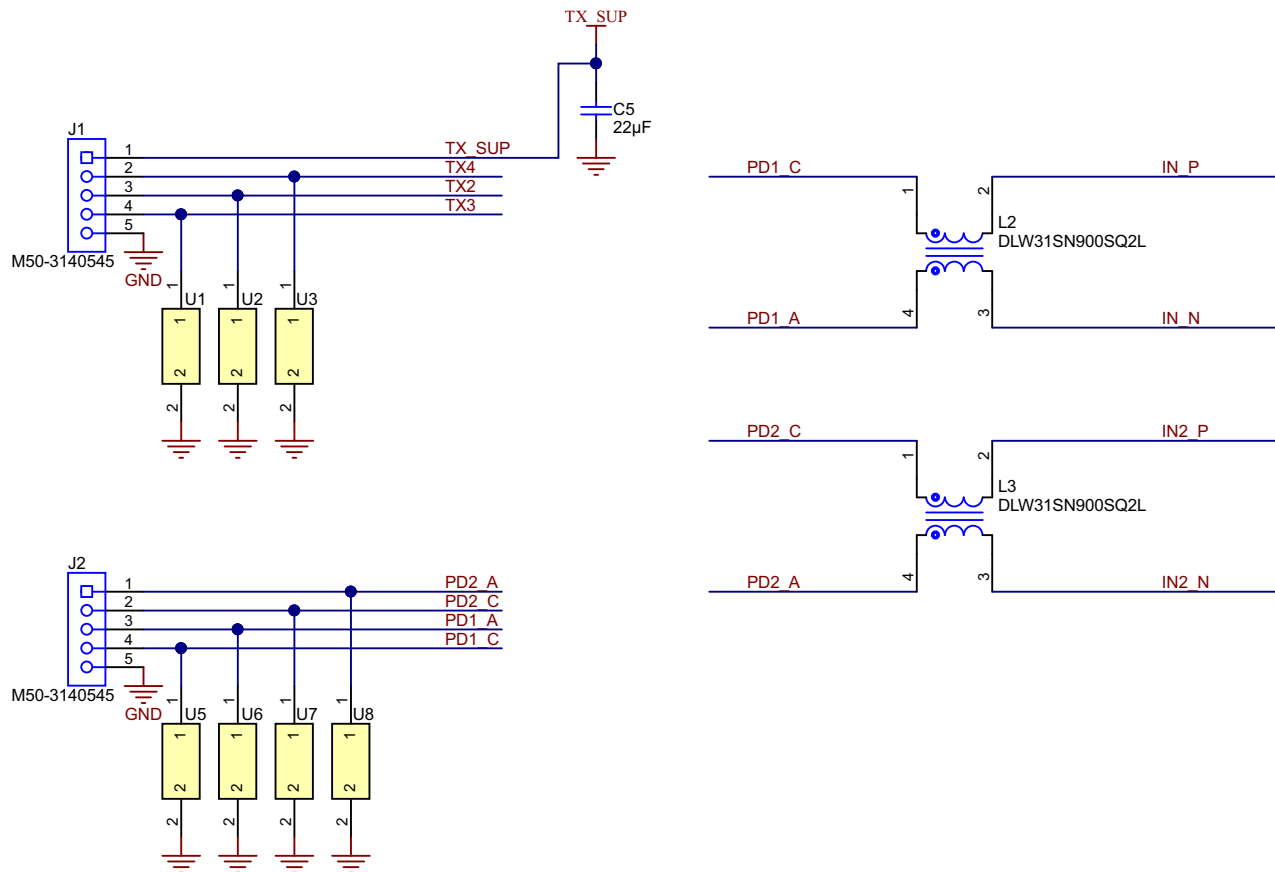 TX_SUP
C5
22µF
J1
1 TX_SUP
2 TX4
3 TX2
4 TX3
5
M50-3140545
GND
1 U1 1 U2 1 U3
1 1 1
2 2 2
2 2 2
PD1_C 1 2 IN_P
L2
DLW31SN900SQ2L
PD1_A 4 3 IN_N
PD2_C 1 2 IN2_P
L3
DLW31SN900SQ2L
PD2_A 4 3 IN2_N
J2
1 PD2_A
2 PD2_C
3 PD1_A
4 PD1_C
5
M50-3140545
GND
1 U5 1 U6 1 U7 1 U8
1 1 1 1
2 2 2 2
2 2 2 2